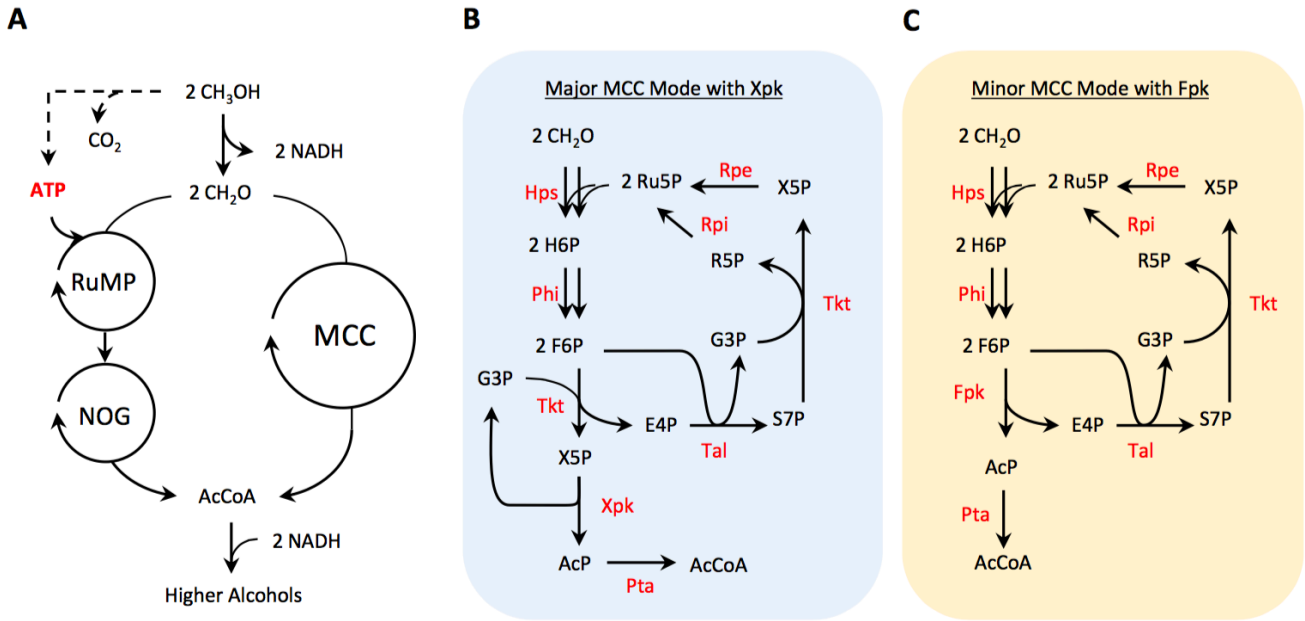 A
2 CH3OH
CO2
2 NADH
ATP
2 CH2O
RuMP
MCC
NOG
AcCoA
2 NADH
Higher Alcohols
B
Major MCC Mode with Xpk
2 CH2O
Hps
2 Ru5P
Rpe
X5P
Rpi
2 H6P
R5P
Phi
Tkt
2 F6P
G3P
G3P
Tkt
E4P
S7P
Tal
X5P
Xpk
AcP
AcCoA
Pta
C
Minor MCC Mode with Fpk
2 CH2O
Hps
2 Ru5P
Rpe
X5P
Rpi
2 H6P
R5P
Phi
Tkt
2 F6P
G3P
Fpk
E4P
S7P
Tal
AcP
Pta
AcCoA